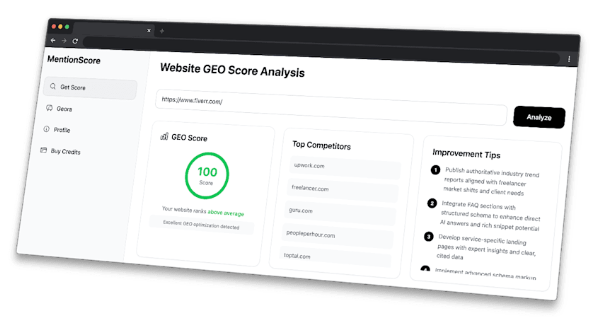 MentionScore
Get Score
Geora
Profile
Buy Credits
Website GEO Score Analysis
https://www.fiverr.com/
Analyze
GEO Score
100
Score
Your website ranks above average
Excellent GEO optimization detected
Top Competitors
upwork.com
freelancer.com
guru.com
peopleperhour.com
toptal.com
Improvement Tips
1 Publish authoritative industry trend
reports aligned with freelancer
market shifts and client needs
2 Integrate FAQ sections with
structured schema to enhance direct
AI answers and rich snippet potential
3 Develop service-specific landing
pages with expert insights and clear,
cited data
4 Implement advanced schema markup